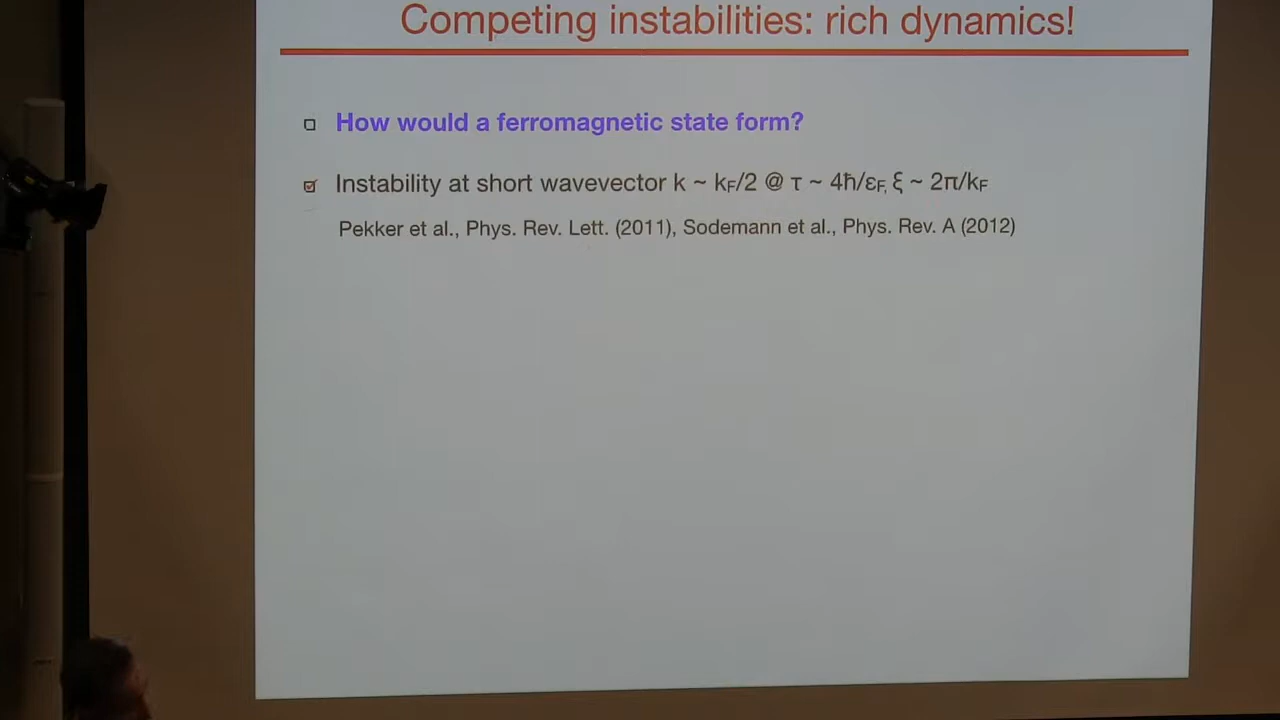 Competing instabilities: rich dynamics!
How would a ferromagnetic state form?
Instability at short wavevector k ~ kF/2 @ τ ~ 4ħ/εF, ξ ~ 2π/kF
Pekker et al., Phys. Rev. Lett. (2011), Sodemann et al., Phys. Rev. A (2012)